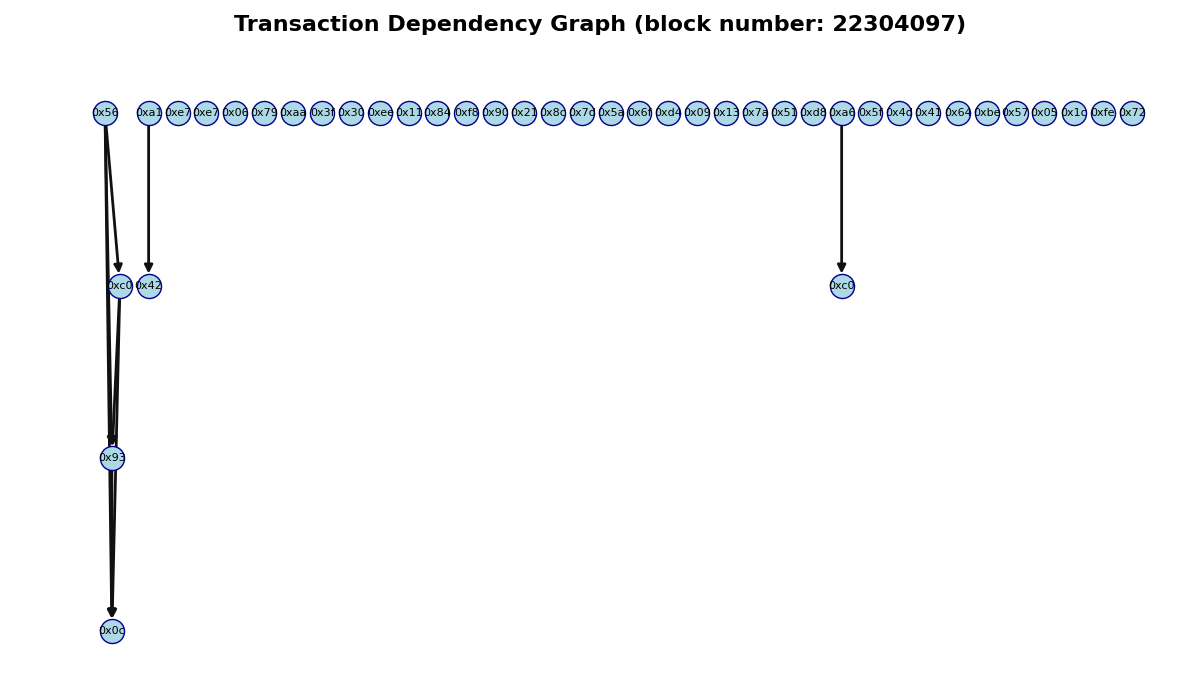 Transaction Dependency Graph (block number: 22304097)
0x56 0xa1 0xe7 0xe7 0x06 0x79 0xaa 0x3f 0x30 0xee 0x11 0x84 0xf8 0x90 0x21 0x8c 0x7d 0x5a 0x6f 0xd4 0x09 0x13 0x7a 0x51 0xd8 0xa6 0x5f 0x4d 0x41 0x64 0xbe 0x57 0x05 0x1c 0xfe 0x72
0xc0 0x42 0xc0
0x93
0x0c